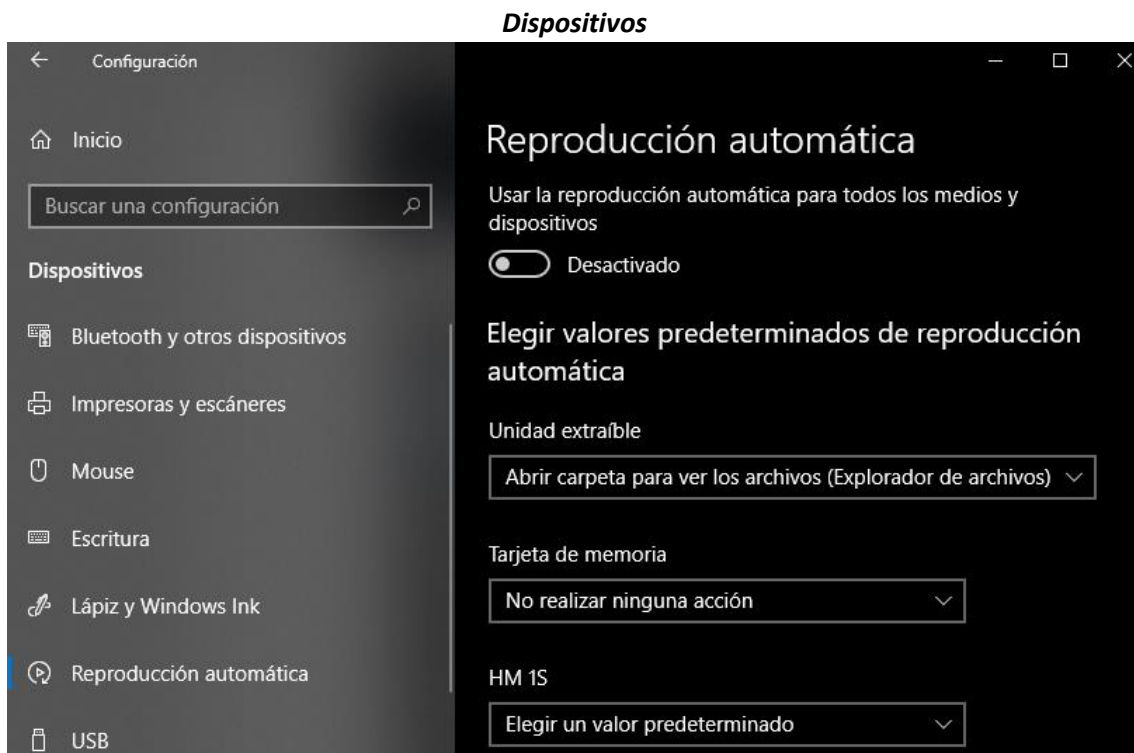 Dispositivos
Configuración
Inicio
Buscar una configuración
Dispositivos
Bluetooth y otros dispositivos
Impresoras y escáneres
Mouse
Escritura
Lápiz y Windows Ink
Reproducción automática
USB
Reproducción automática
Usar la reproducción automática para todos los medios y
dispositivos
Desactivado
Elegir valores predeterminados de reproducción
automática
Unidad extraíble
Abrir carpeta para ver los archivos (Explorador de archivos)
Tarjeta de memoria
No realizar ninguna acción
HM 1S
Elegir un valor predeterminado